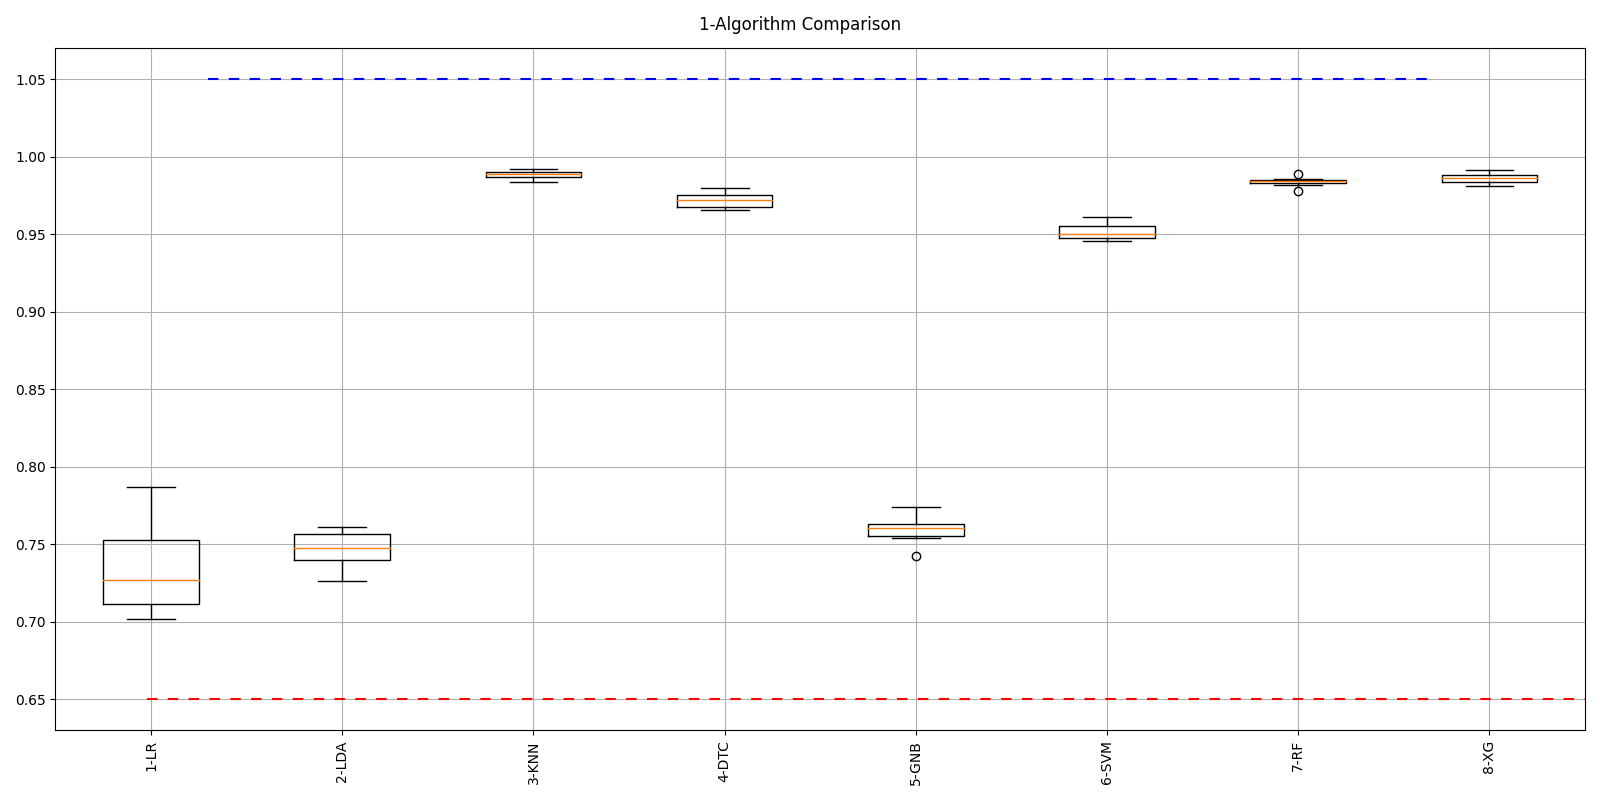 1-Algorithm Comparison
1.05
1.00
0.95
0.90
0.85
0.80
0.75
0.70
0.65
1-LR
2-LDA
3-KNN
4-DTC
5-GNB
6-SVM
7-RF
8-XG